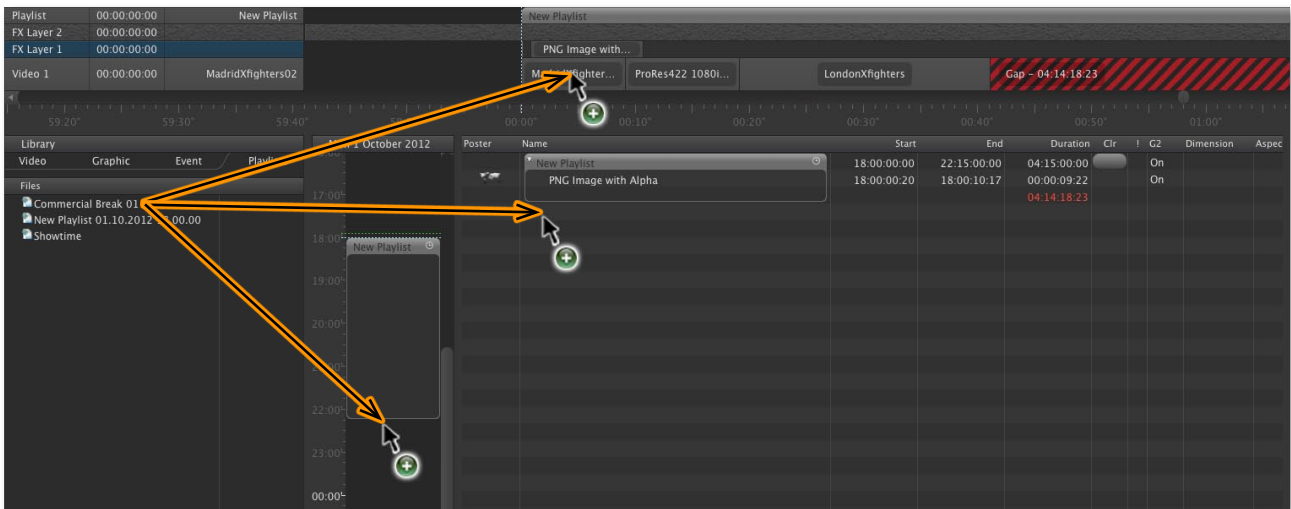 Playlist 00:00:00:00 New Playlist New Playlist
FX Layer 2 00:00:00:00
FX Layer 1 00:00:00:00 PNG Image with...
Video 1 00:00:00:00 MadridXfighters02 MadridXfighter... ProRes422 1080i... LondonXfighters Gap - 04:14:18:23
59:20" 59:30" 59:40" 00:00" 00:10" 00:20" 00:30" 00:40" 00:50" 01:00"
Library 1 October 2012 Poster Name Start End Duration Clr ! G2 Dimension Aspec
Video Graphic Event New Playlist 18:00:00:00 22:15:00:00 04:15:00:00 On
Files PNG Image with Alpha 18:00:00:20 18:00:10:17 00:00:09:22 On
17:00 04:14:18:23
Commercial Break 01
New Playlist 01.10.2012 00.00
Showtime
18:00 New Playlist
19:00
20:00
22:00
23:00
00:00